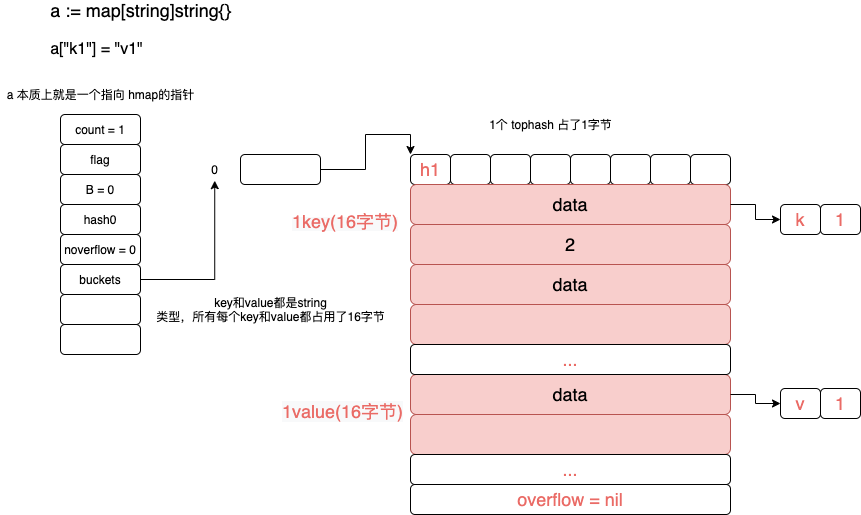 a := map[string]string{}
a["k1"] = "v1"
a 本质上就是一个指向 hmap的指针
count = 1
flag
B = 0
hash0
noverflow = 0
buckets
0
key和value都是string
类型，所有每个key和value都占用了16字节
1个 tophash 占了1字节
h1
1key(16字节)
data
k 1
2
data
...
1value(16字节)
data
v 1
...
overflow = nil